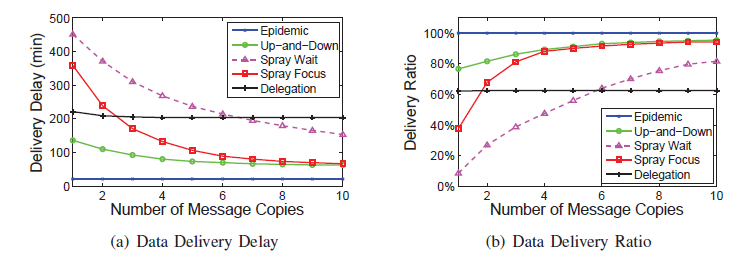 500
400
300
200
100
0
2
4
6
8
10
Delivery Delay (min)
Number of Message Copies
Epidemic
Up-and-Down
Spray Wait
Spray Focus
Delegation
(a) Data Delivery Delay
100%
80%
60%
40%
20%
0%
2
4
6
8
10
Delivery Ratio
Number of Message Copies
Epidemic
Up-and-Down
Spray Wait
Spray Focus
Delegation
(b) Data Delivery Ratio